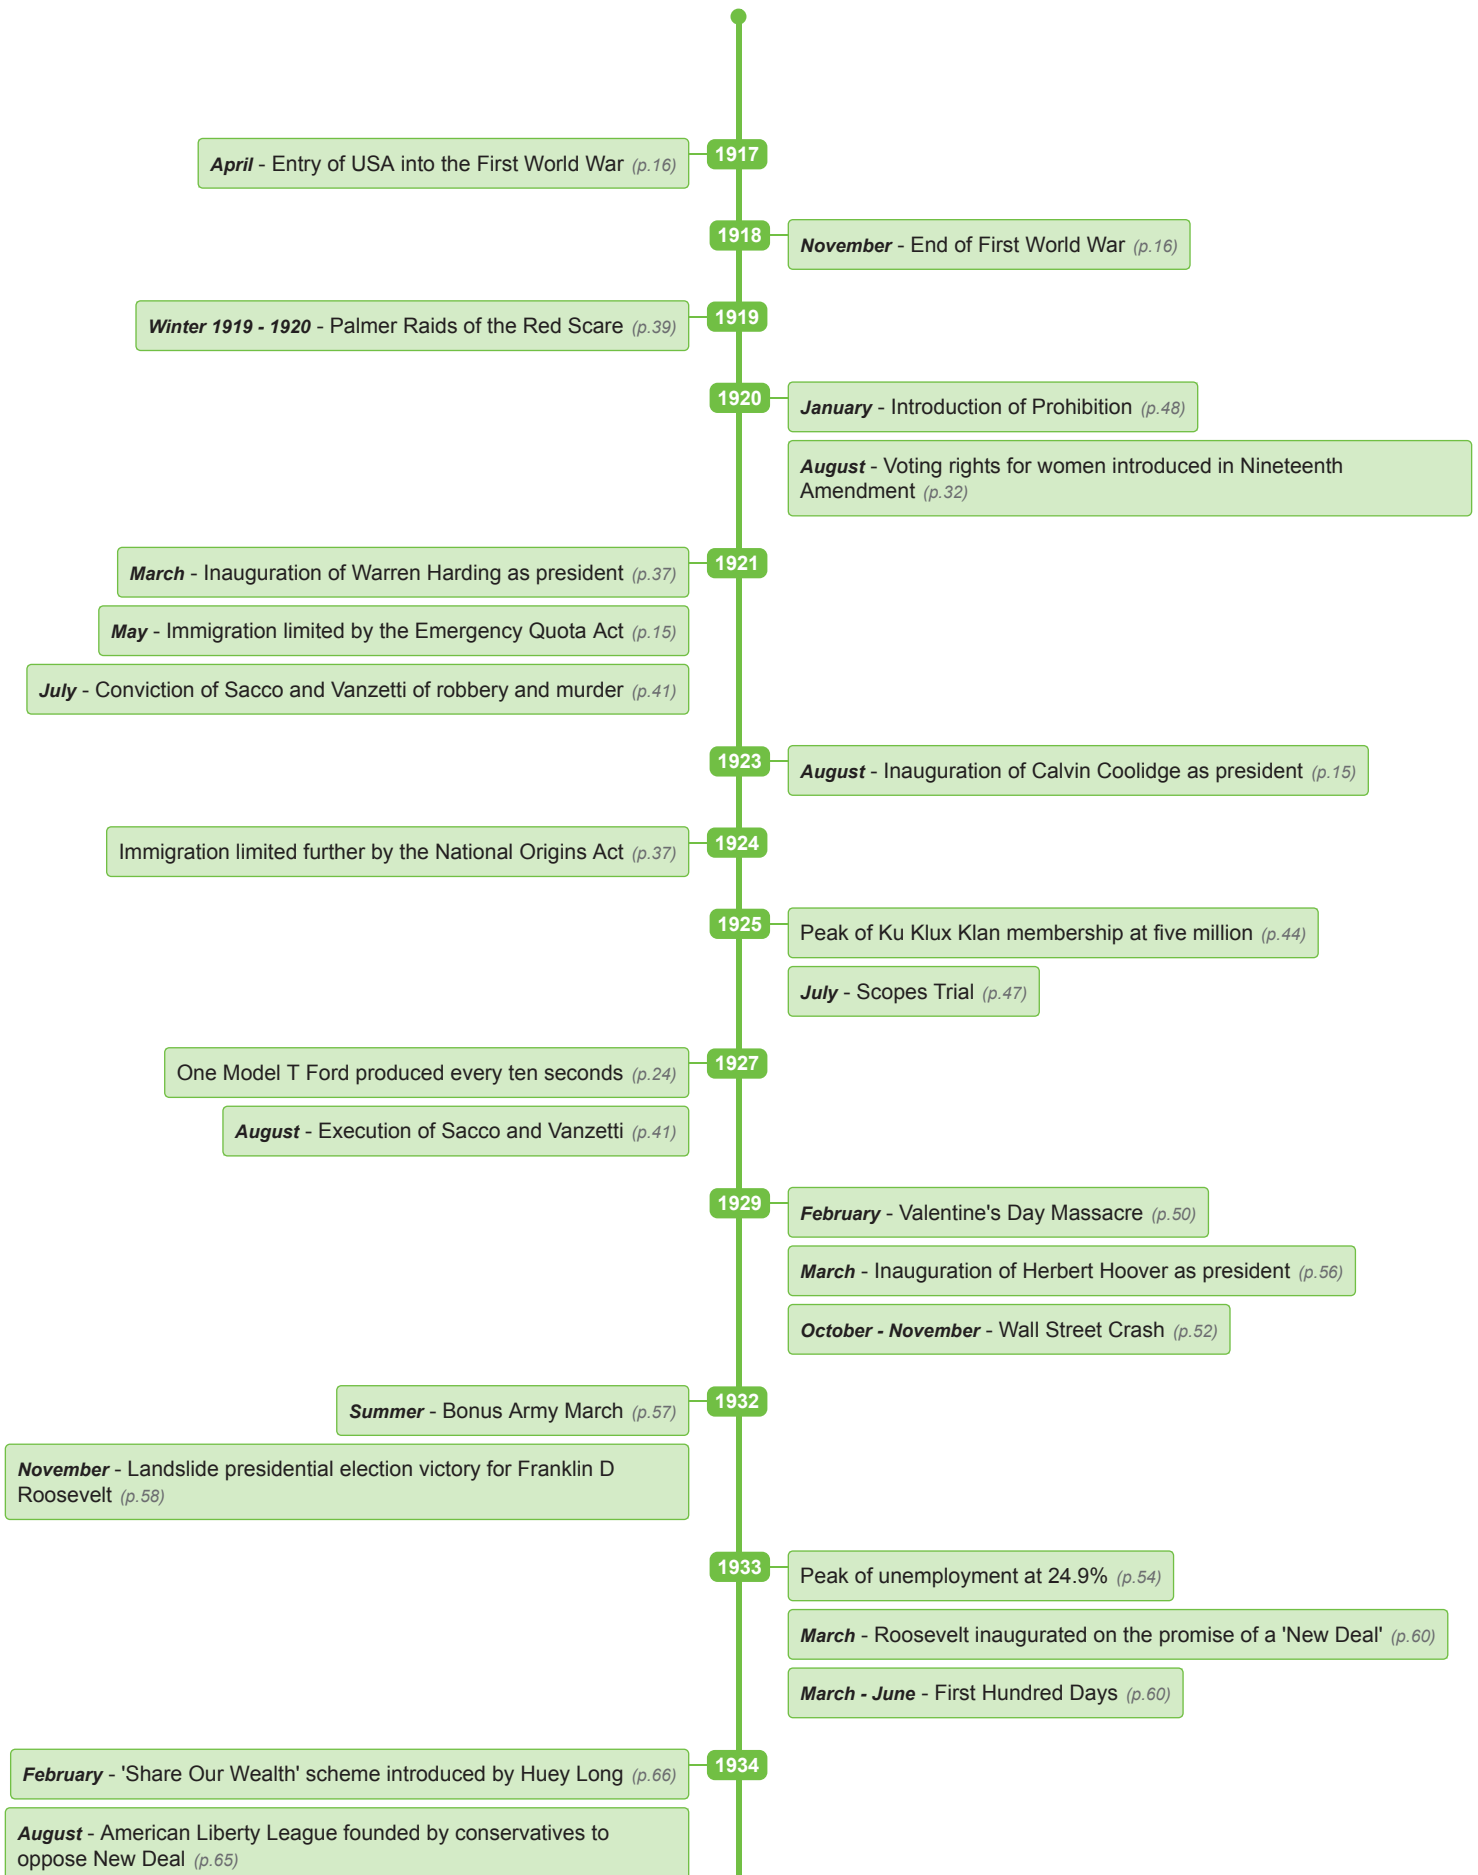 1917
April - Entry of USA into the First World War (p.16)
1918
November - End of First World War (p.16)
1919
Winter 1919 - 1920 - Palmer Raids of the Red Scare (p.39)
1920
January - Introduction of Prohibition (p.48)
August - Voting rights for women introduced in Nineteenth
Amendment (p.32)
1921
March - Inauguration of Warren Harding as president (p.37)
May - Immigration limited by the Emergency Quota Act (p.15)
July - Conviction of Sacco and Vanzetti of robbery and murder (p.41)
1923
August - Inauguration of Calvin Coolidge as president (p.15)
1924
Immigration limited further by the National Origins Act (p.37)
1925
Peak of Ku Klux Klan membership at five million (p.44)
July - Scopes Trial (p.47)
1927
One Model T Ford produced every ten seconds (p.24)
August - Execution of Sacco and Vanzetti (p.41)
1929
February - Valentine's Day Massacre (p.50)
March - Inauguration of Herbert Hoover as president (p.56)
October - November - Wall Street Crash (p.52)
1932
Summer - Bonus Army March (p.57)
November - Landslide presidential election victory for Franklin D
Roosevelt (p.58)
1933
Peak of unemployment at 24.9% (p.54)
March - Roosevelt inaugurated on the promise of a 'New Deal' (p.60)
March - June - First Hundred Days (p.60)
1934
February - 'Share Our Wealth' scheme introduced by Huey Long (p.66)
August - American Liberty League founded by conservatives to
oppose New Deal (p.65)